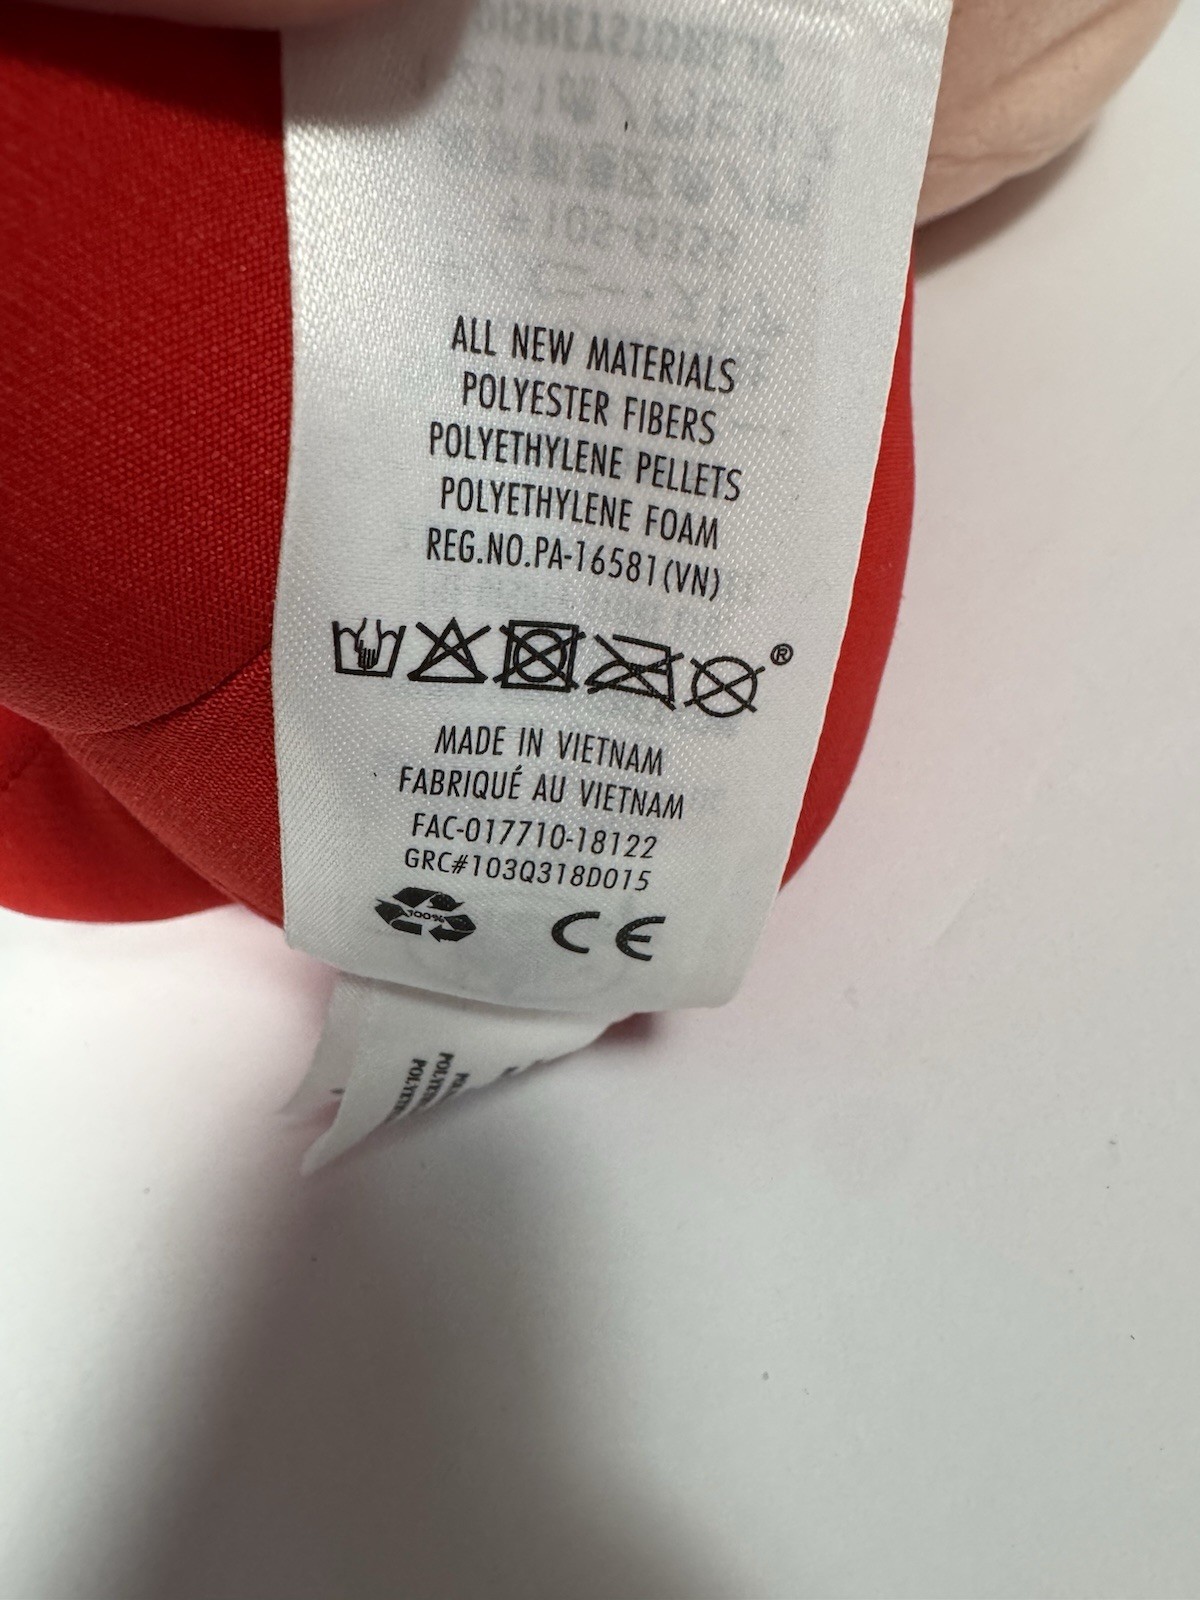 ALL NEW MATERIALS
POLYESTER FIBERS
POLYETHYLENE PELLETS
POLYETHYLENE FOAM
REG.NO.PA-16581(VN)
®
MADE IN VIETNAM
FABRIQUÉ AU VIETNAM
FAC-017710-18122
GRC#103Q318D015
100%
CE